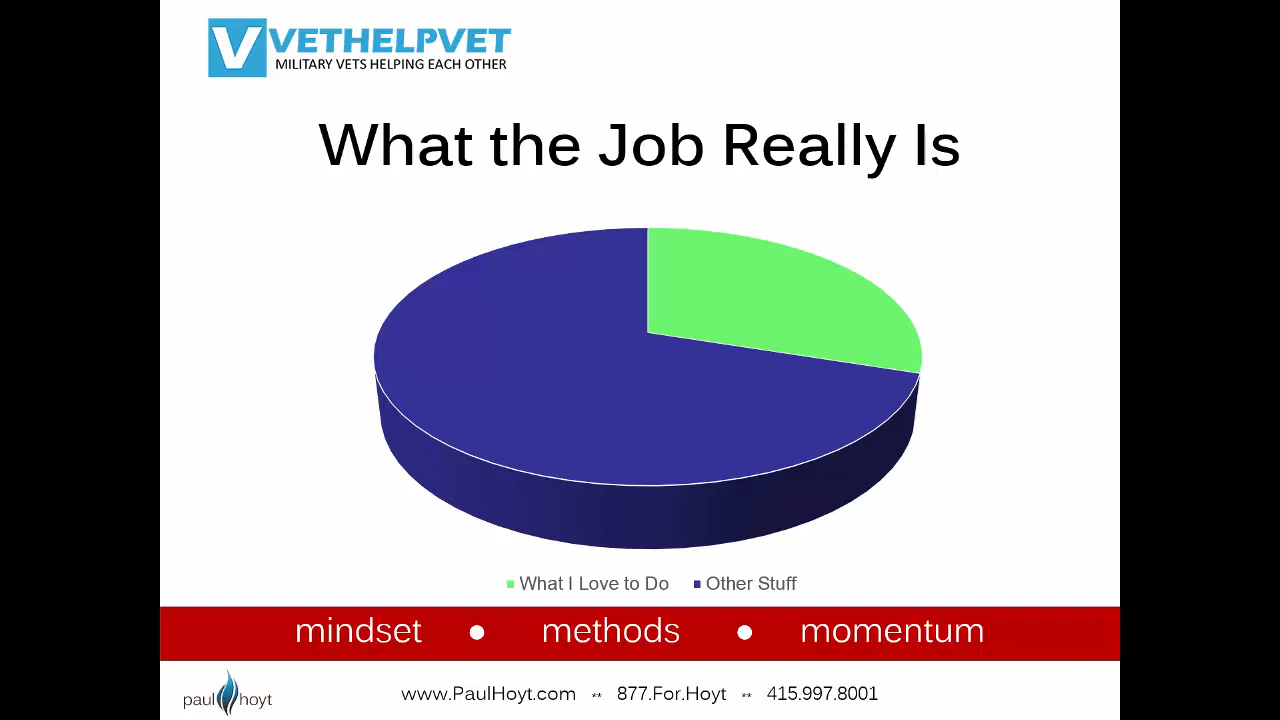 V VETHELPVET
MILITARY VETS HELPING EACH OTHER
What the Job Really Is
What I Love to Do Other Stuff
mindset ● methods ● momentum
paul hoyt
www.PaulHoyt.com ** 877.For.Hoyt ** 415.997.8001